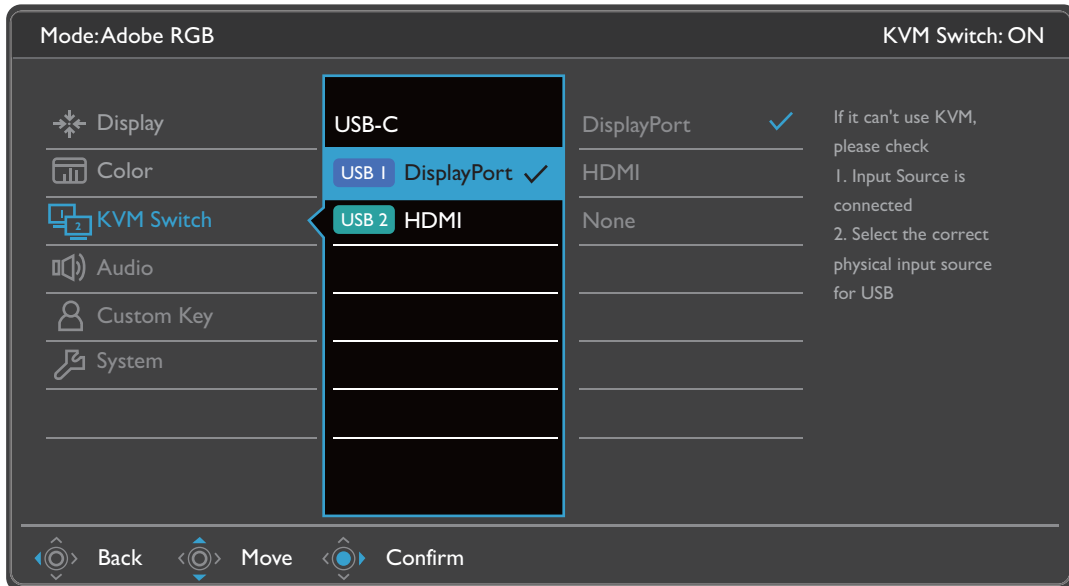 Mode: Adobe RGB
KVM Switch: ON
Display
Color
1 2 KVM Switch
Audio
Custom Key
System
USB-C
USB 1 DisplayPort
USB 2 HDMI
DisplayPort
HDMI
None
If it can't use KVM,
please check
1. Input Source is
connected
2. Select the correct
physical input source
for USB
Back
Move
Confirm